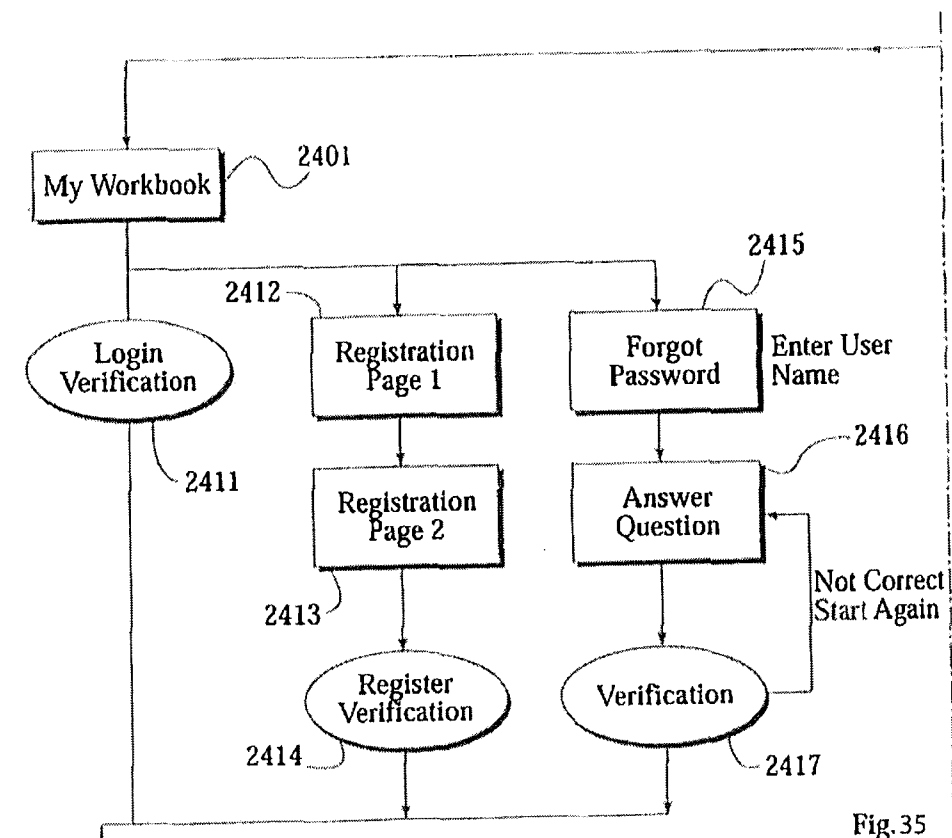 2401
My Workbook
2415
2412
Login
Verification
Registration
Page 1
Forgot
Password
Enter User
Name
2411
2416
Registration
Page 2
Answer
Question
2413
Not Correct
Start Again
Register
Verification
Verification
2414
2417
Fig.35